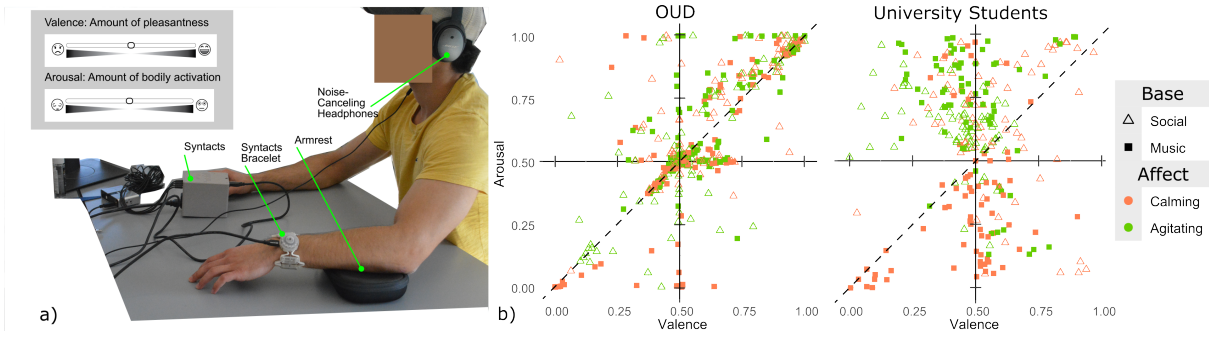 Valence: Amount of pleasantness
Arousal: Amount of bodily activation
Noise-
Canceling
Headphones
Syntacts
Syntacts
Bracelet
Armrest
a)
OUD
University Students
Arousal
1.00
0.75
0.50
0.25
0.00
0.00
0.25
0.50
0.75
1.00
Valence
0.00
0.25
0.50
0.75
1.00
Valence
b)
Base
Social
Music
Affect
Calming
Agitating